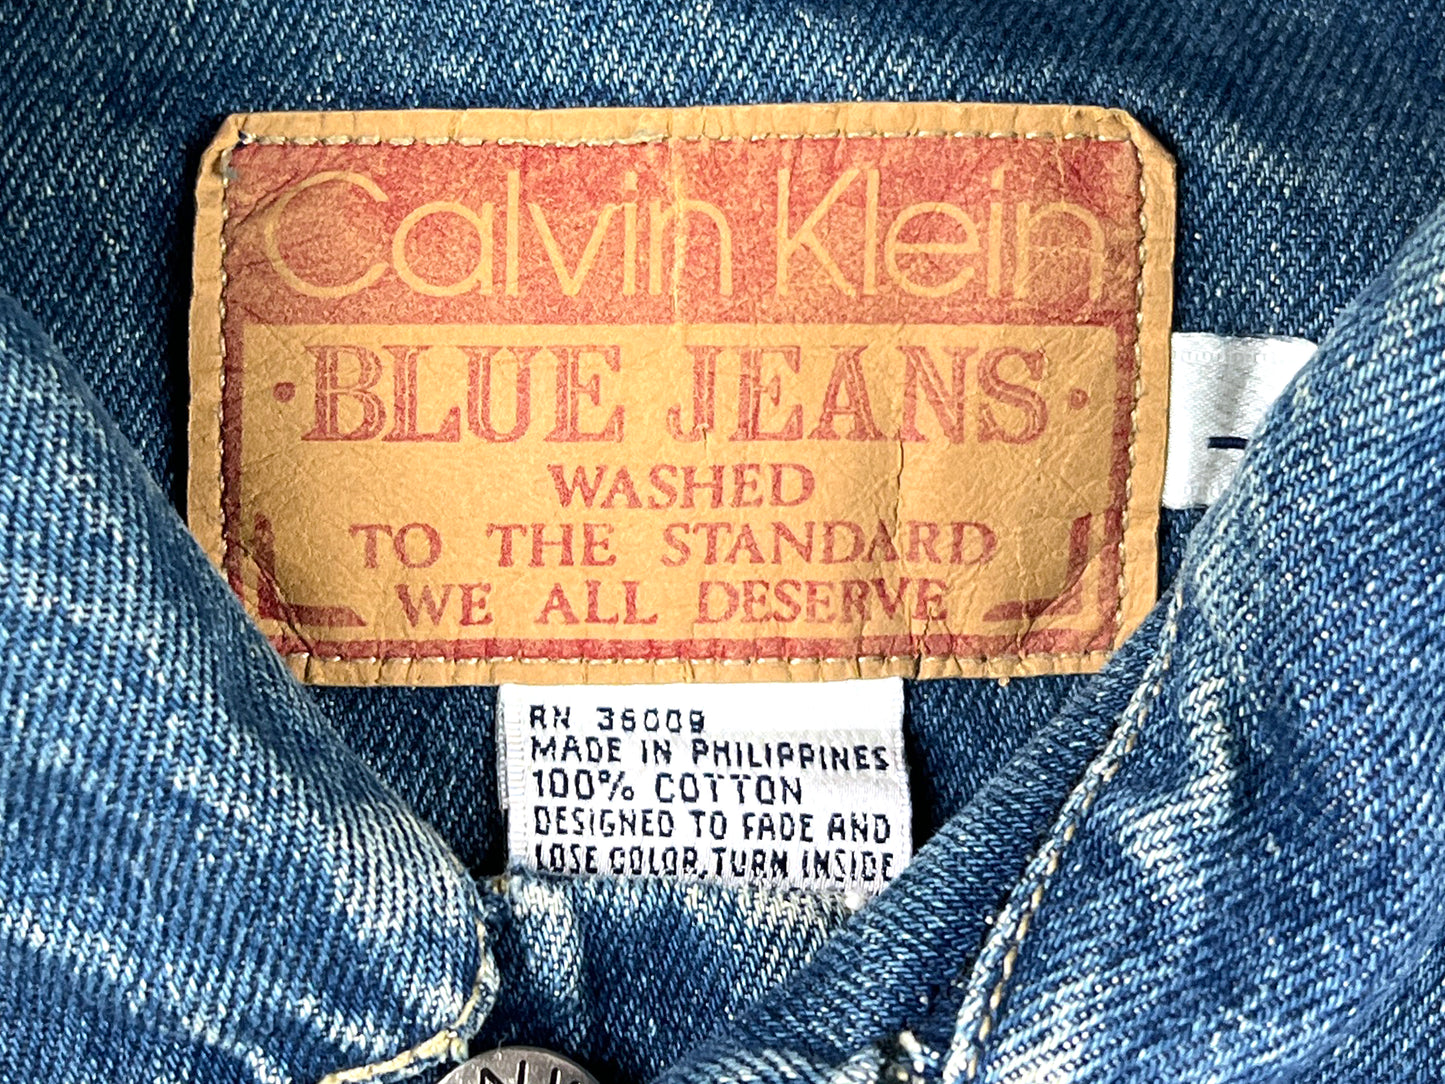 Calvin Klein
· BLUE JEANS ·
WASHED
TO THE STANDARD
WE ALL DESERVE
RN 36009
MADE IN PHILIPPINES
100% COTTON
DESIGNED TO FADE AND
LOSE COLOR, TURN INSIDE